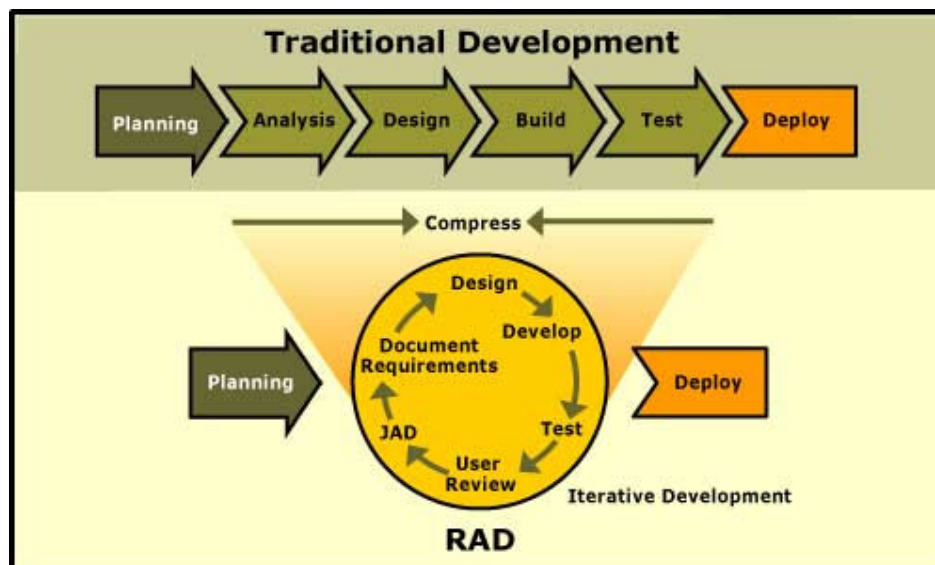 Traditional Development
Planning
Analysis
Design
Build
Test
Deploy
Compress
Design
Develop
Document
Requirements
Planning
Deploy
JAD
Test
User
Review
Iterative Development
RAD